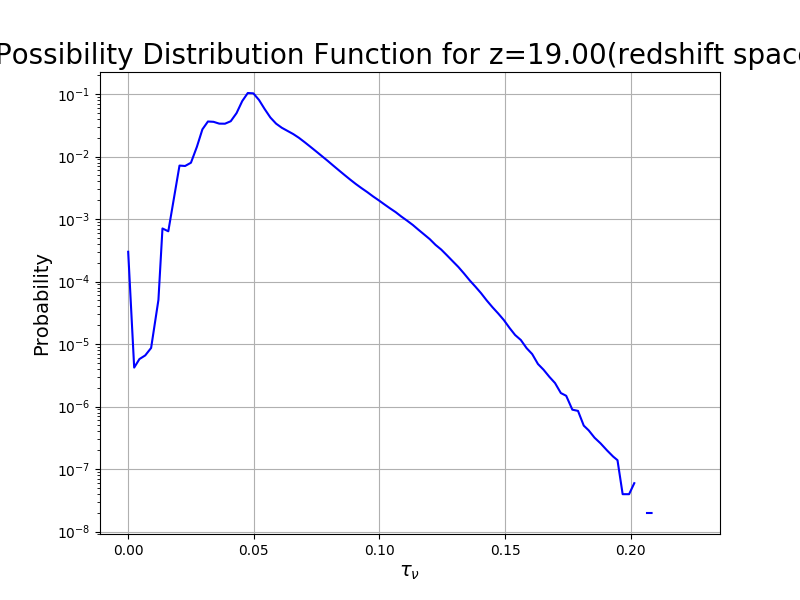 Possibility Distribution Function for z=19.00(redshift space
10⁻¹
10⁻²
10⁻³
10⁻⁴
10⁻⁵
10⁻⁶
10⁻⁷
10⁻⁸
Probability
0.00 0.05 0.10 0.15 0.20
τν